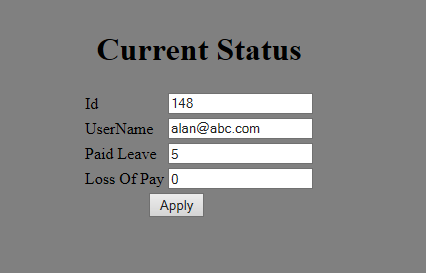 Current Status
Id 148
UserName alan@abc.com
Paid Leave 5
Loss Of Pay 0
Apply